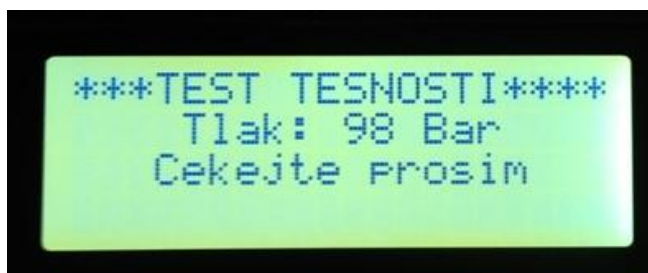 ***TEST TESNOSTI****
Tlak: 98 Bar
Cekejte prosim